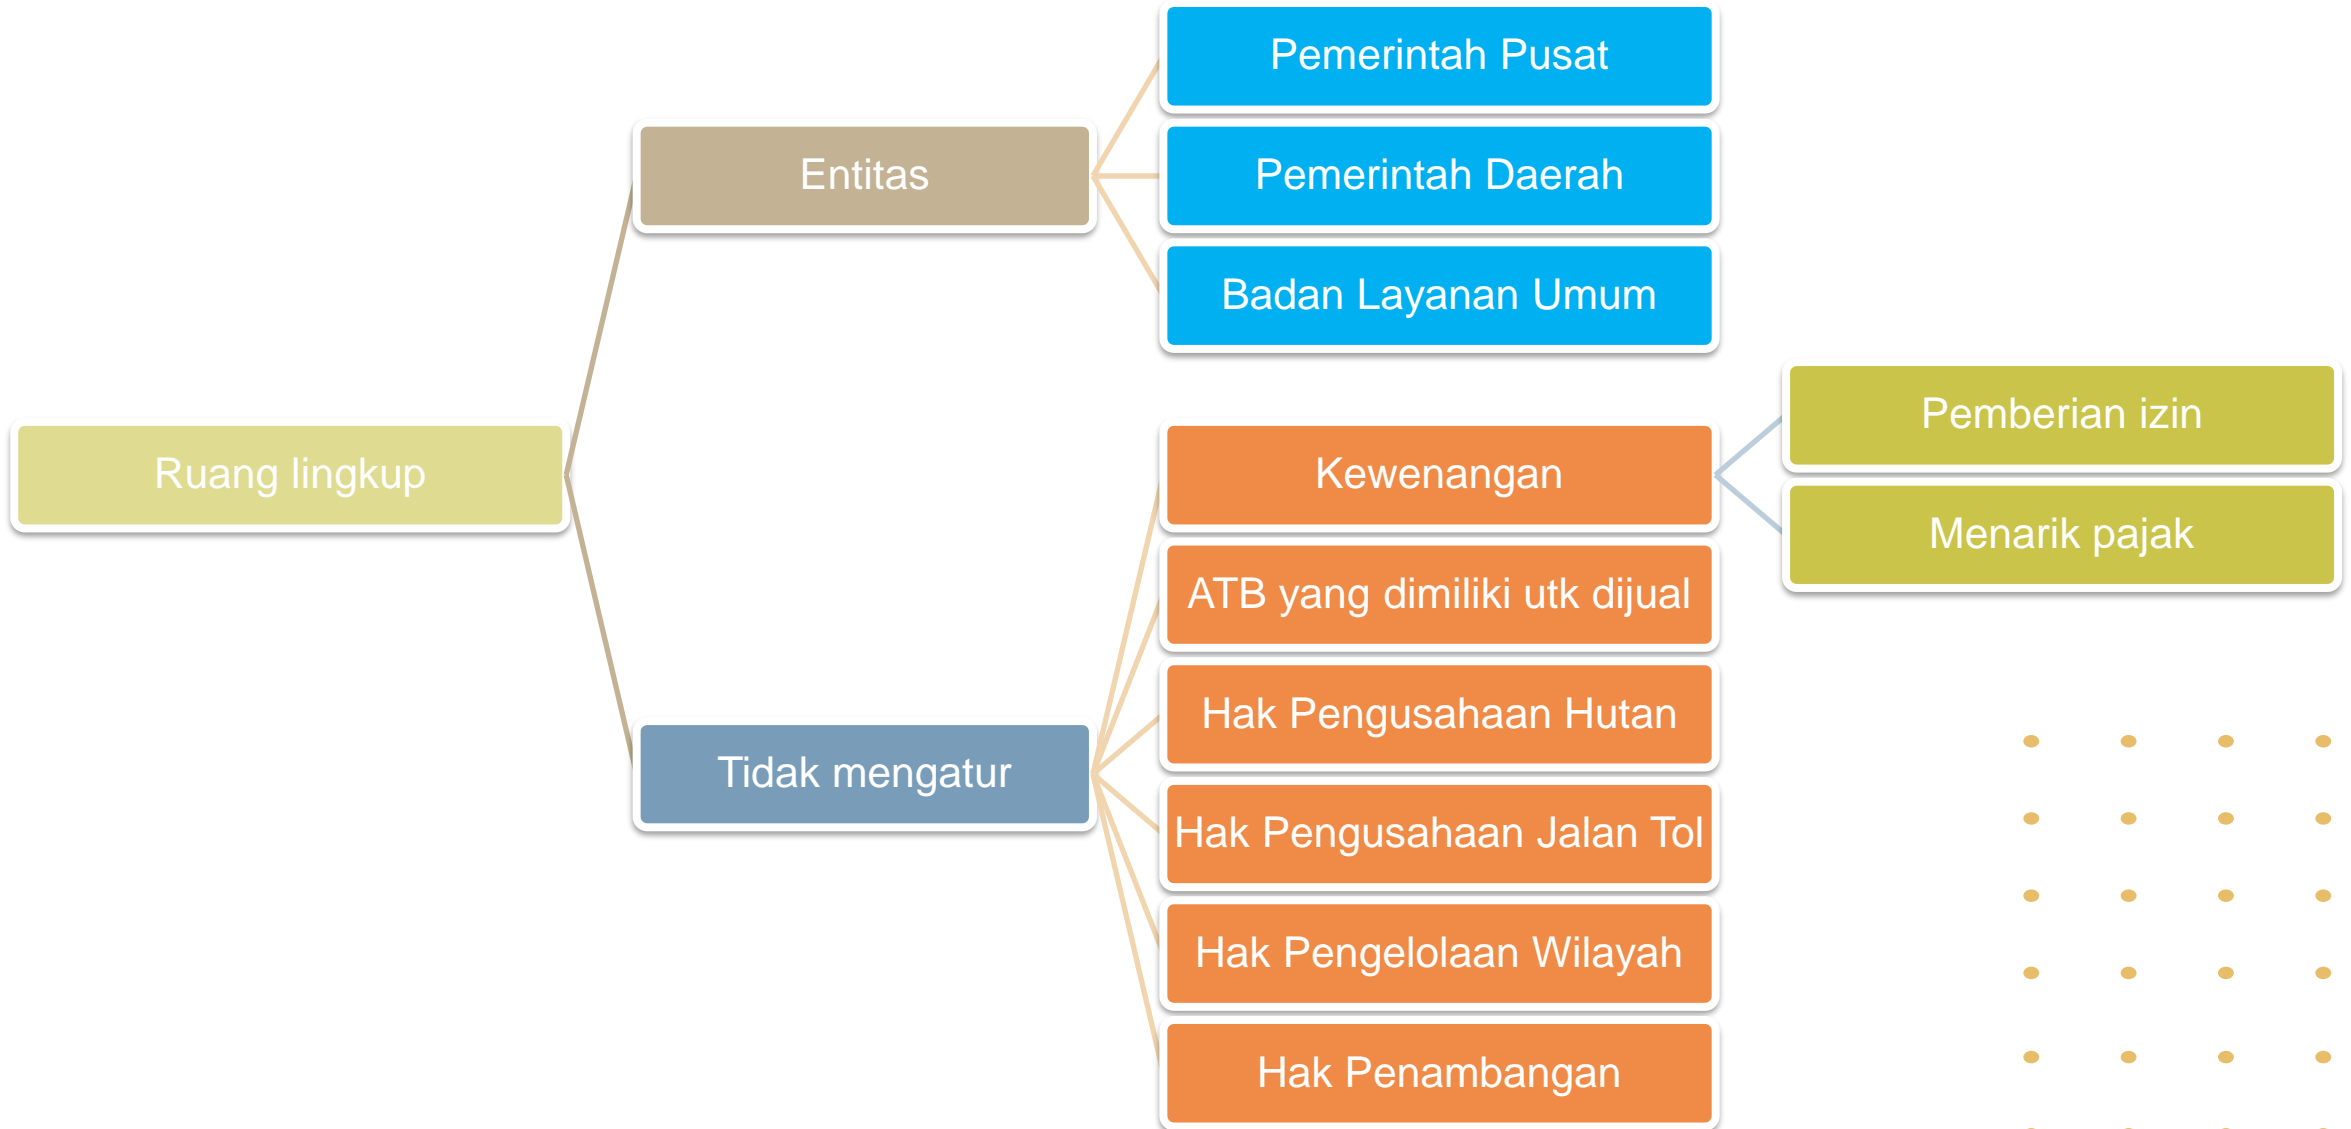 Ruang lingkup
Entitas
Pemerintah Pusat
Pemerintah Daerah
Badan Layanan Umum
Tidak mengatur
Kewenangan
Pemberian izin
Menarik pajak
ATB yang dimiliki utk dijual
Hak Pengusahaan Hutan
Hak Pengusahaan Jalan Tol
Hak Pengelolaan Wilayah
Hak Penambangan